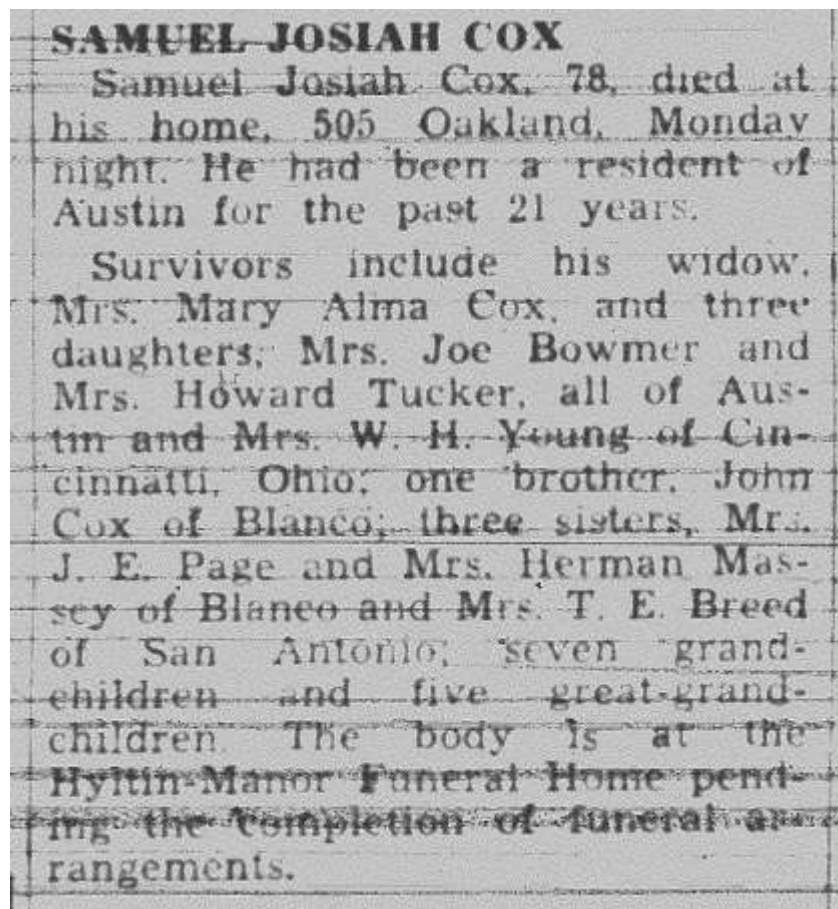 SAMUEL JOSIAH COX
Samuel Josiah Cox, 78, died at
his home, 505 Oakland, Monday
night. He had been a resident of
Austin for the past 21 years.
Survivors include his widow,
Mrs. Mary Alma Cox, and three
daughters, Mrs. Joe Bowmer and
Mrs. Howard Tucker, all of Aus-
tin and Mrs. W. H. Young of Cin-
cinnatti, Ohio; one brother, John
Cox of Blanco; three sisters, Mrs.
J. E. Page and Mrs. Herman Mas-
sey of Blanco and Mrs. T. E. Breed
of San Antonio; seven grand-
children and five great-grand-
children. The body is at the
Hyltin-Manor Funeral Home pend-
ing the completion of funeral ar-
rangements.